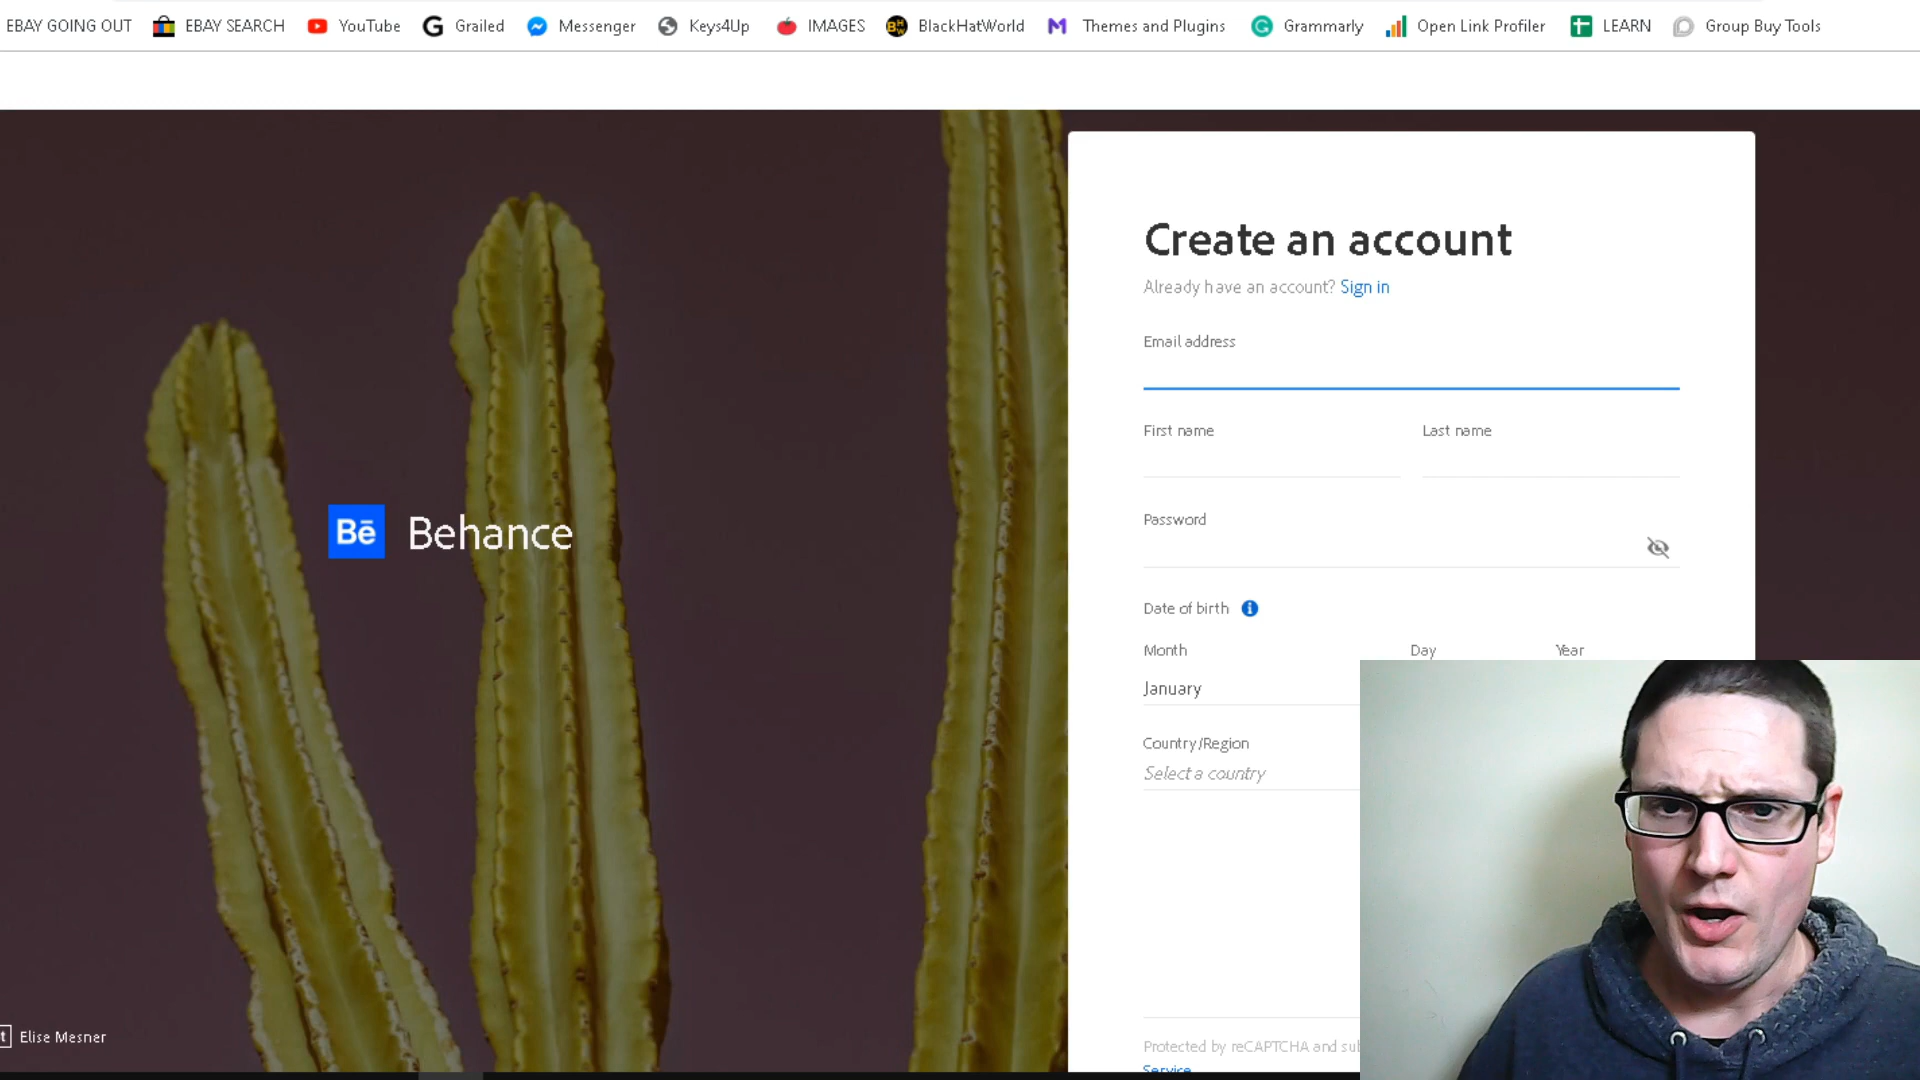 EBAY GOING OUT EBAY SEARCH YouTube G Grailed Messenger Keys4Up IMAGES BlackHatWorld Themes and Plugins Grammarly Open Link Profiler LEARN Group Buy Tools
Create an account
Already have an account? Sign in
Email address
First name Last name
Password
Bē Behance
Date of birth i
Month Day Year
January
Country/Region
Select a country
t Elise Mesner
Protected by reCAPTCHA and
Service